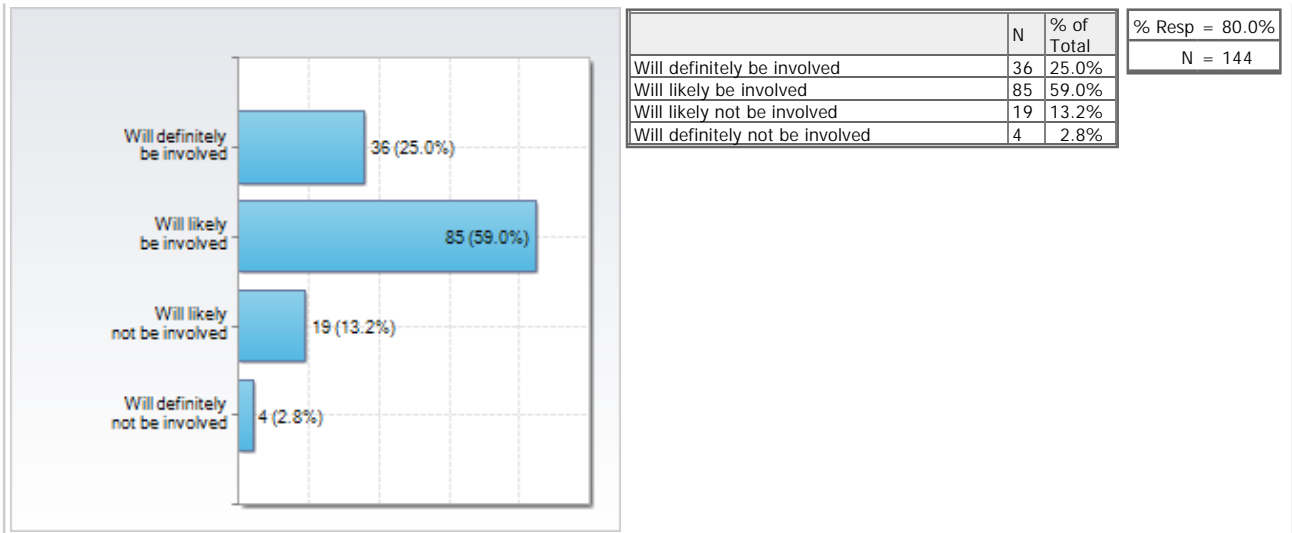 Will definitely
be involved
36 (25.0%)
Will likely
be involved
85 (59.0%)
Will likely
not be involved
19 (13.2%)
Will definitely
not be involved
4 (2.8%)
N % of
Total
Will definitely be involved 36 25.0%
Will likely be involved 85 59.0%
Will likely not be involved 19 13.2%
Will definitely not be involved 4 2.8%
% Resp = 80.0%
N = 144